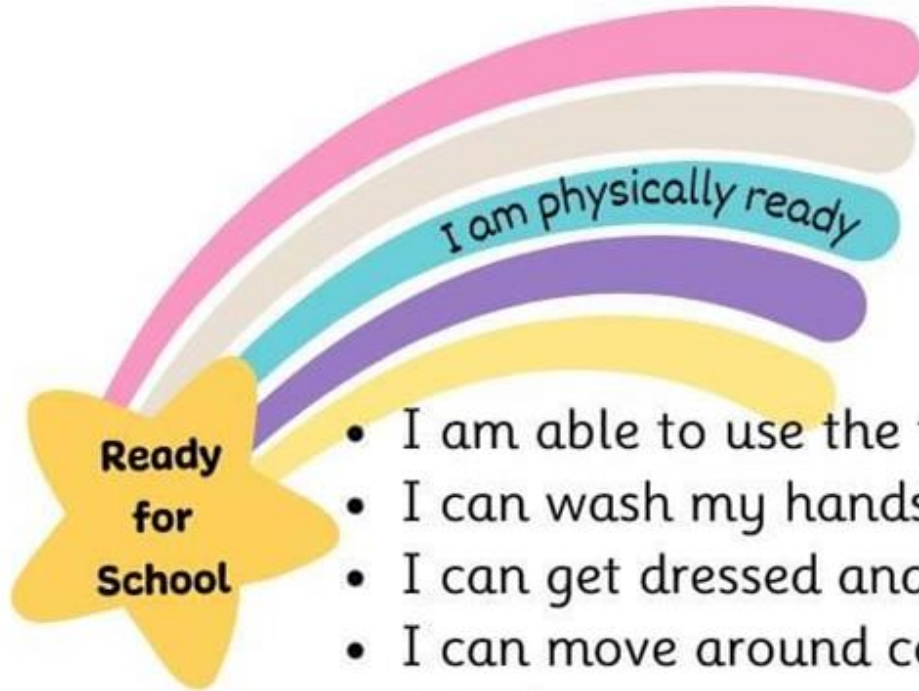 I am physically ready
Ready
for
School
• I am able to use the
• I can wash my hands
• I can get dressed and
• I can move around